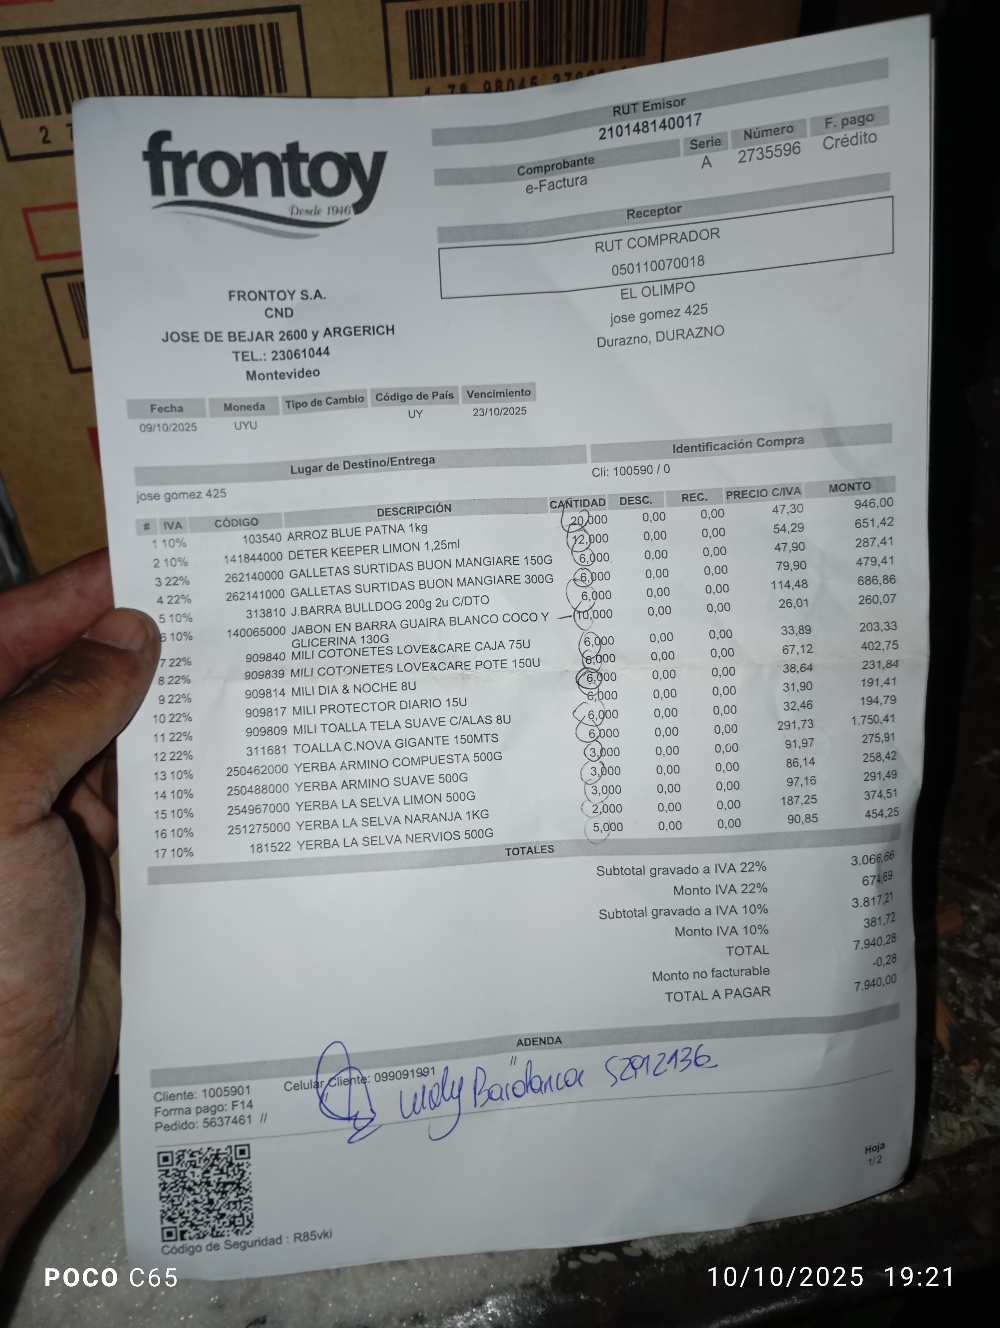 frontoy
Desde 1946
RUT Emisor
210148140017
Comprobante Serie Número F. pago
e-Factura A 2735596 Crédito
Receptor
RUT COMPRADOR
050110070018
EL OLIMPO
jose gomez 425
Durazno, DURAZNO
FRONTOY S.A.
CND
JOSE DE BEJAR 2600 y ARGERICH
TEL.: 23061044
Montevideo
Fecha Moneda Tipo de Cambio Código de País Vencimiento
09/10/2025 UYU UY 23/10/2025
Lugar de Destino/Entrega Identificación Compra
jose gomez 425 Cli: 100590 / 0
# IVA CÓDIGO DESCRIPCIÓN CANTIDAD DESC. REC. PRECIO C/IVA MONTO
1 10% 103540 ARROZ BLUE PATNA 1kg 20,000 0,00 0,00 47,30 946,00
2 10% 141844000 DETER KEEPER LIMON 1,25ml 12,000 0,00 0,00 54,29 651,42
3 22% 262140000 GALLETAS SURTIDAS BUON MANGIARE 150G 6,000 0,00 0,00 47,90 287,41
4 22% 262141000 GALLETAS SURTIDAS BUON MANGIARE 300G 6,000 0,00 0,00 79,90 479,41
5 10% 313810 J.BARRA BULLDOG 200g 2u C/DTO 6,000 0,00 0,00 114,48 686,86
6 10% 140065000 JABON EN BARRA GUAIRA BLANCO COCO Y 10,000 0,00 0,00 26,01 260,07
GLICERINA 130G
7 22% 909840 MILI COTONETES LOVE&CARE CAJA 75U 6,000 0,00 0,00 33,89 203,33
8 22% 909839 MILI COTONETES LOVE&CARE POTE 150U 6,000 0,00 0,00 67,12 402,75
9 22% 909814 MILI DIA & NOCHE 8U 6,000 0,00 0,00 38,64 231,84
10 22% 909817 MILI PROTECTOR DIARIO 15U 6,000 0,00 0,00 31,90 191,41
11 22% 909809 MILI TOALLA TELA SUAVE C/ALAS 8U 6,000 0,00 0,00 32,46 194,79
12 22% 311681 TOALLA C.NOVA GIGANTE 150MTS 6,000 0,00 0,00 291,73 1.750,41
13 10% 250462000 YERBA ARMINO COMPUESTA 500G 3,000 0,00 0,00 91,97 275,91
14 10% 250488000 YERBA ARMINO SUAVE 500G 3,000 0,00 0,00 86,14 258,42
15 10% 254967000 YERBA LA SELVA LIMON 500G 3,000 0,00 0,00 97,16 291,49
16 10% 251275000 YERBA LA SELVA NARANJA 1KG 2,000 0,00 0,00 187,25 374,51
17 10% 181522 YERBA LA SELVA NERVIOS 500G 5,000 0,00 0,00 90,85 454,25
TOTALES
Subtotal gravado a IVA 22% 3.066,66
Monto IVA 22% 674,69
Subtotal gravado a IVA 10% 3.817,21
Monto IVA 10% 381,72
TOTAL 7.940,28
Monto no facturable -0,28
TOTAL A PAGAR 7.940,00
ADENDA
//
Cliente: 1005901 Celular Cliente: 099091991
Forma pago: F14
Pedido: 5637461 //
Hoja
1/2
Código de Seguridad : R85vki
POCO C65
10/10/2025 19:21